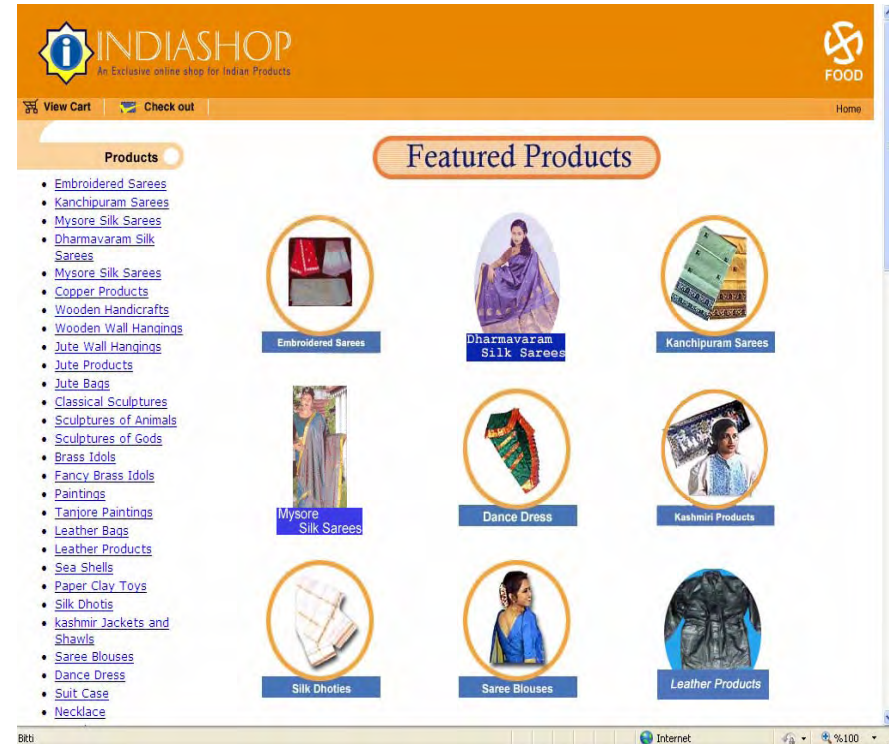 INDIASHOP
An Exclusive online shop for Indian Products
FOOD
View Cart
Check out
Home
Products
Embroidered Sarees
Kanchipuram Sarees
Mysore Silk Sarees
Dharmavaram Silk
Sarees
Mysore Silk Sarees
Copper Products
Wooden Handicrafts
Wooden Wall Hangings
Jute Wall Hangings
Jute Products
Jute Bags
Classical Sculptures
Sculptures of Animals
Sculptures of Gods
Brass Idols
Fancy Brass Idols
Paintings
Tanjore Paintings
Leather Bags
Leather Products
Sea Shells
Paper Clay Toys
Silk Dhotis
kashmir Jackets and
Shawls
Saree Blouses
Dance Dress
Suit Case
Necklace
Featured Products
Embroidered Sarees
Dharmavaram
Silk Sarees
Kanchipuram Sarees
Mysore
Silk Sarees
Dance Dress
Kashmiri Products
Silk Dhoties
Saree Blouses
Leather Products
Bitti
Internet
%100